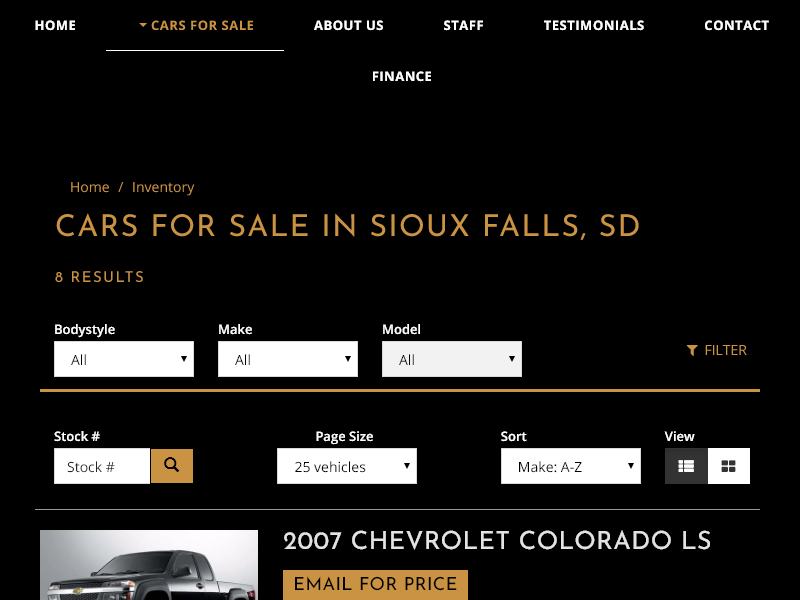 HOME CARS FOR SALE ABOUT US STAFF TESTIMONIALS CONTACT
FINANCE
Home / Inventory
CARS FOR SALE IN SIOUX FALLS, SD
8 RESULTS
Bodystyle Make Model
All All All FILTER
Stock # Page Size Sort View
Stock # 25 vehicles Make: A-Z
2007 CHEVROLET COLORADO LS
EMAIL FOR PRICE